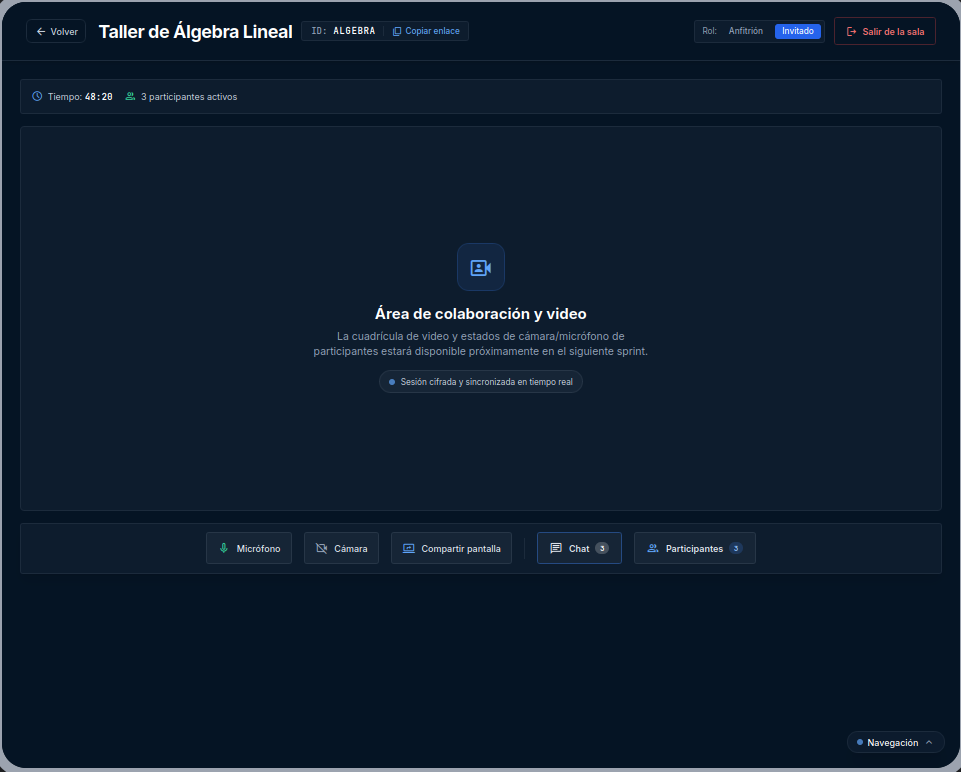 Volver
Taller de Álgebra Lineal
ID: ALGEBRA
Copiar enlace
Rol: Anfitrión Invitado
Salir de la sala
Tiempo: 48:20
3 participantes activos
Área de colaboración y video
La cuadrícula de video y estados de cámara/micrófono de
participantes estará disponible próximamente en el siguiente sprint.
Sesión cifrada y sincronizada en tiempo real
Micrófono
Cámara
Compartir pantalla
Chat 3
Participantes 3
Navegación